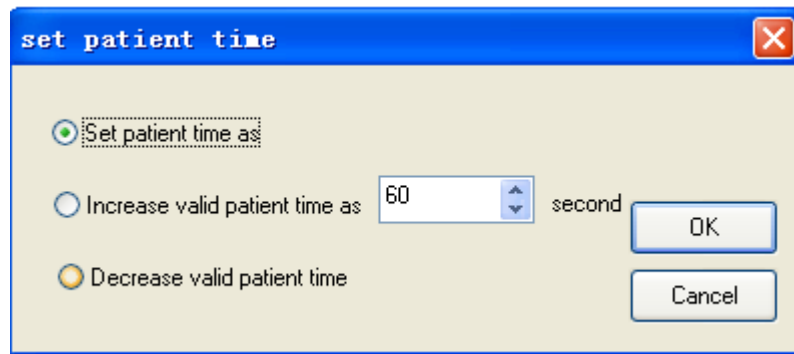 set patient time
Set patient time as
Increase valid patient time as 60 second
OK
Decrease valid patient time
Cancel